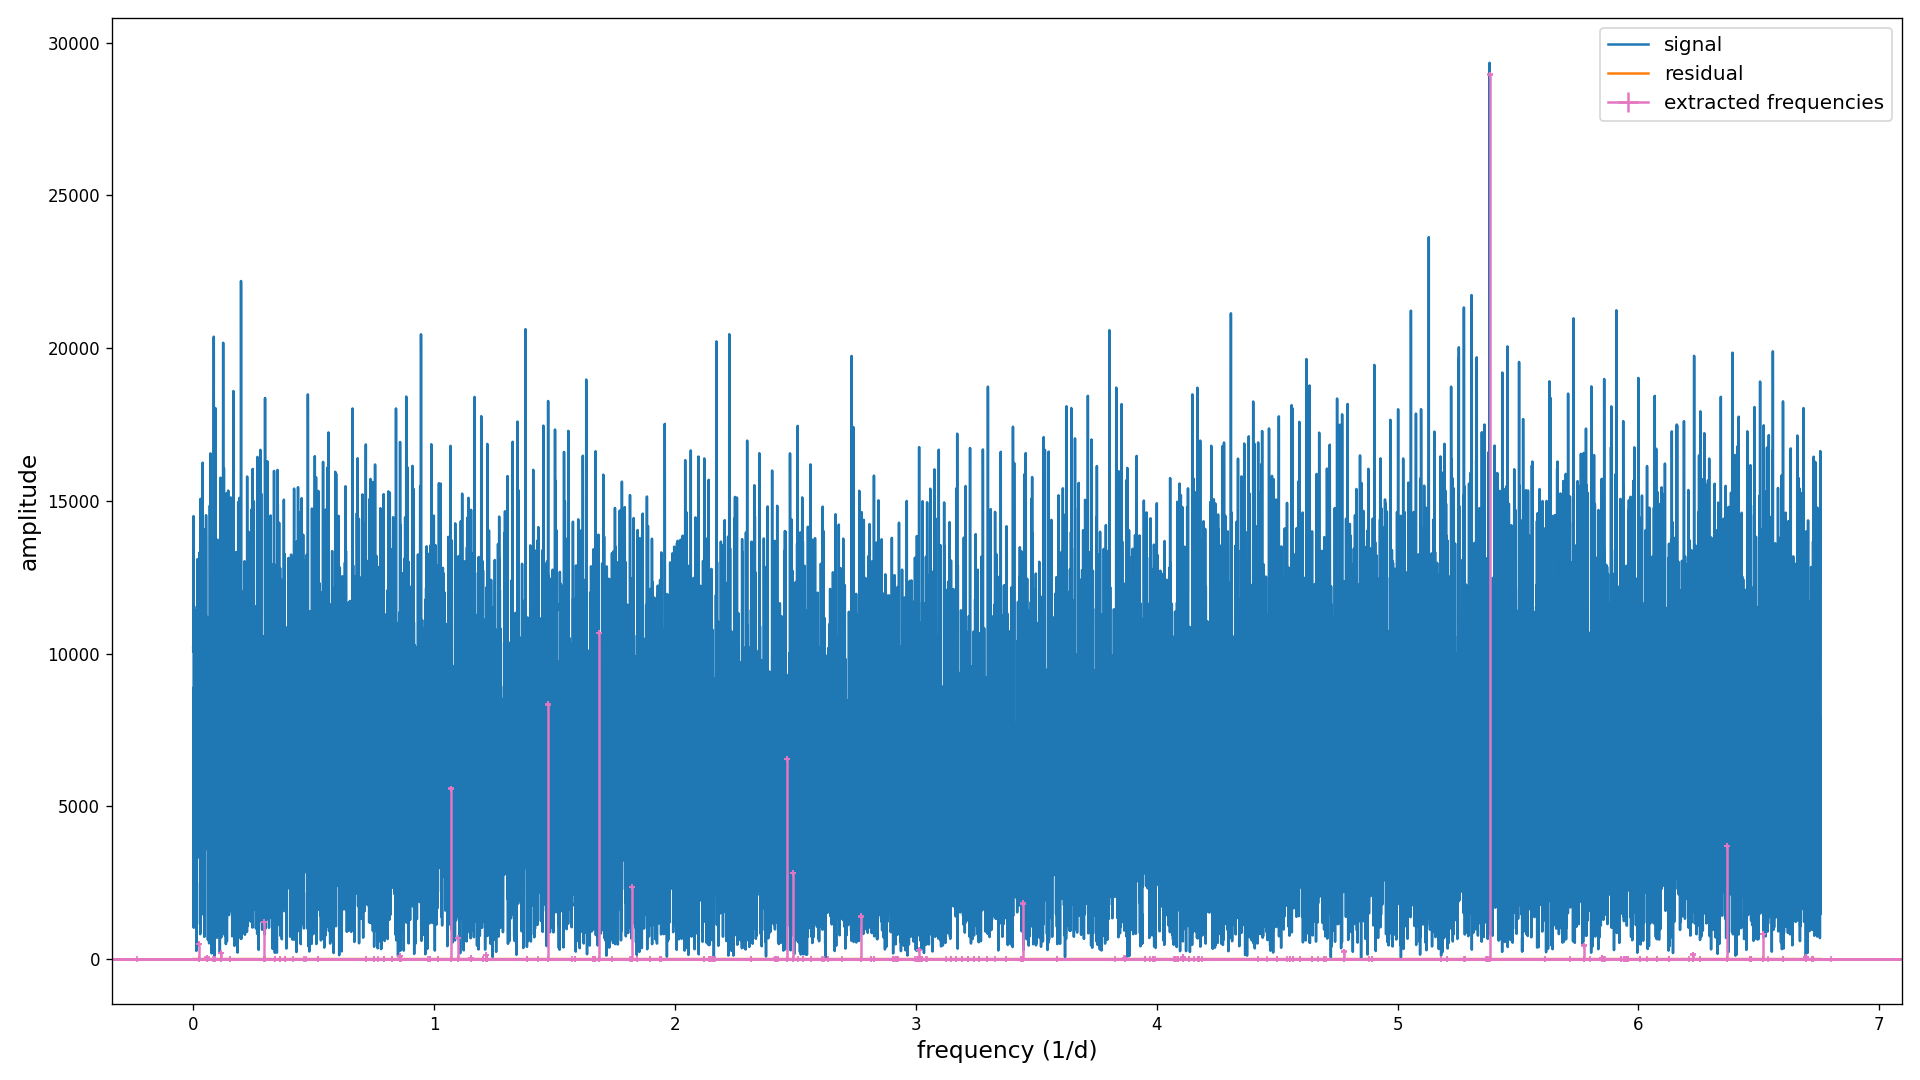 30000
25000
20000
15000
10000
5000
0
amplitude
0 1 2 3 4 5 6 7
frequency (1/d)
signal
residual
extracted frequencies